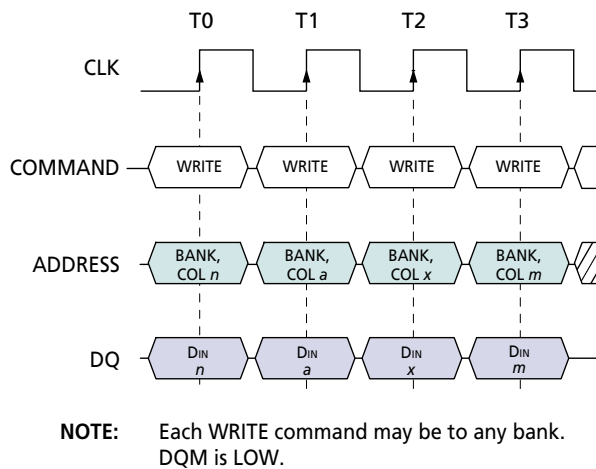 T0 T1 T2 T3
CLK
COMMAND WRITE WRITE WRITE WRITE
ADDRESS BANK, COL n BANK, COL a BANK, COL x BANK, COL m
DQ DIN n DIN a DIN x DIN m
NOTE: Each WRITE command may be to any bank.
DQM is LOW.